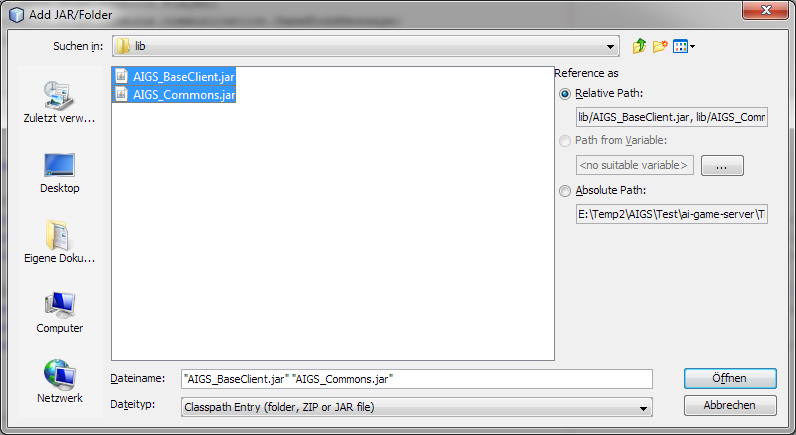 Add JAR/Folder
Suchen in:
lib
AIGS_BaseClient.jar
AIGS_Commons.jar
Zuletzt verw...
Desktop
Eigene Doku...
Computer
Netzwerk
Reference as
Relative Path:
lib/AIGS_BaseClient.jar, lib/AIGS_Comm
Path from Variable:
<no suitable variable>
...
Absolute Path:
E:\Temp2\AIGS\Test\ai-game-server\T
Dateiname:
"AIGS_BaseClient.jar" "AIGS_Commons.jar"
Öffnen
Dateityp:
Classpath Entry (folder, ZIP or JAR file)
Abbrechen